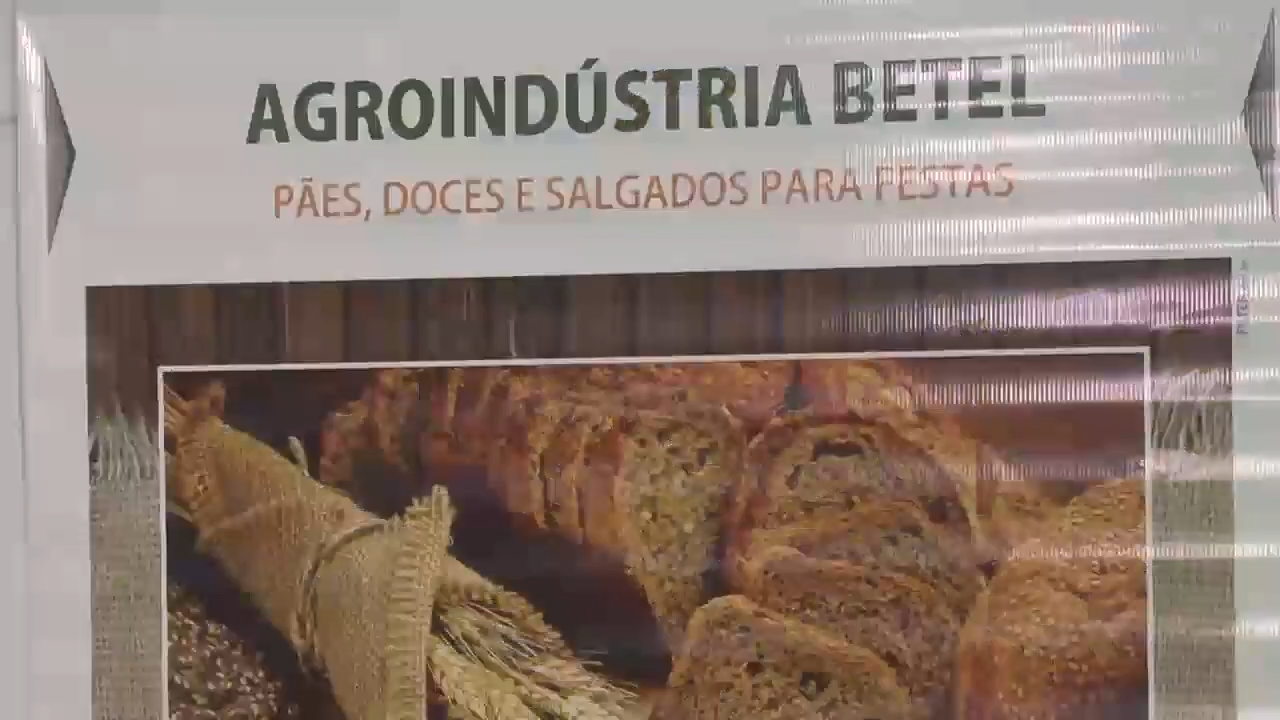 AGROINDÚSTRIA BETEL
PÃES, DOCES E SALGADOS PARA FESTAS